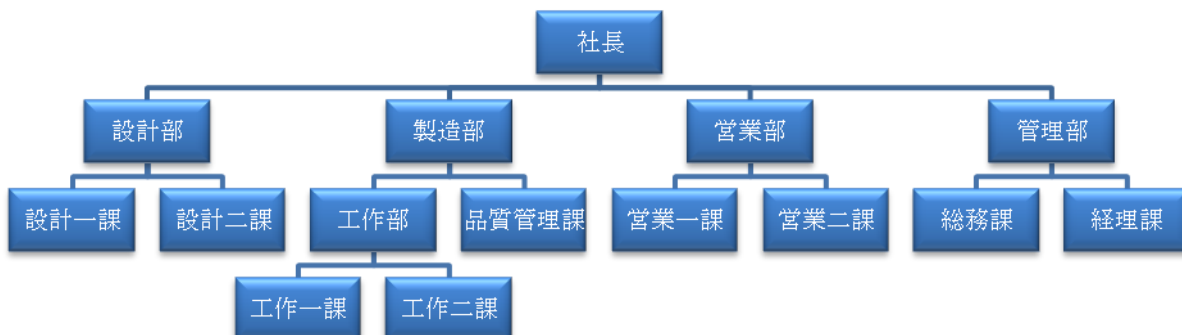 社長
設計部
製造部
営業部
管理部
設計一課
設計二課
工作部
品質管理課
営業一課
営業二課
総務課
経理課
工作一課
工作二課